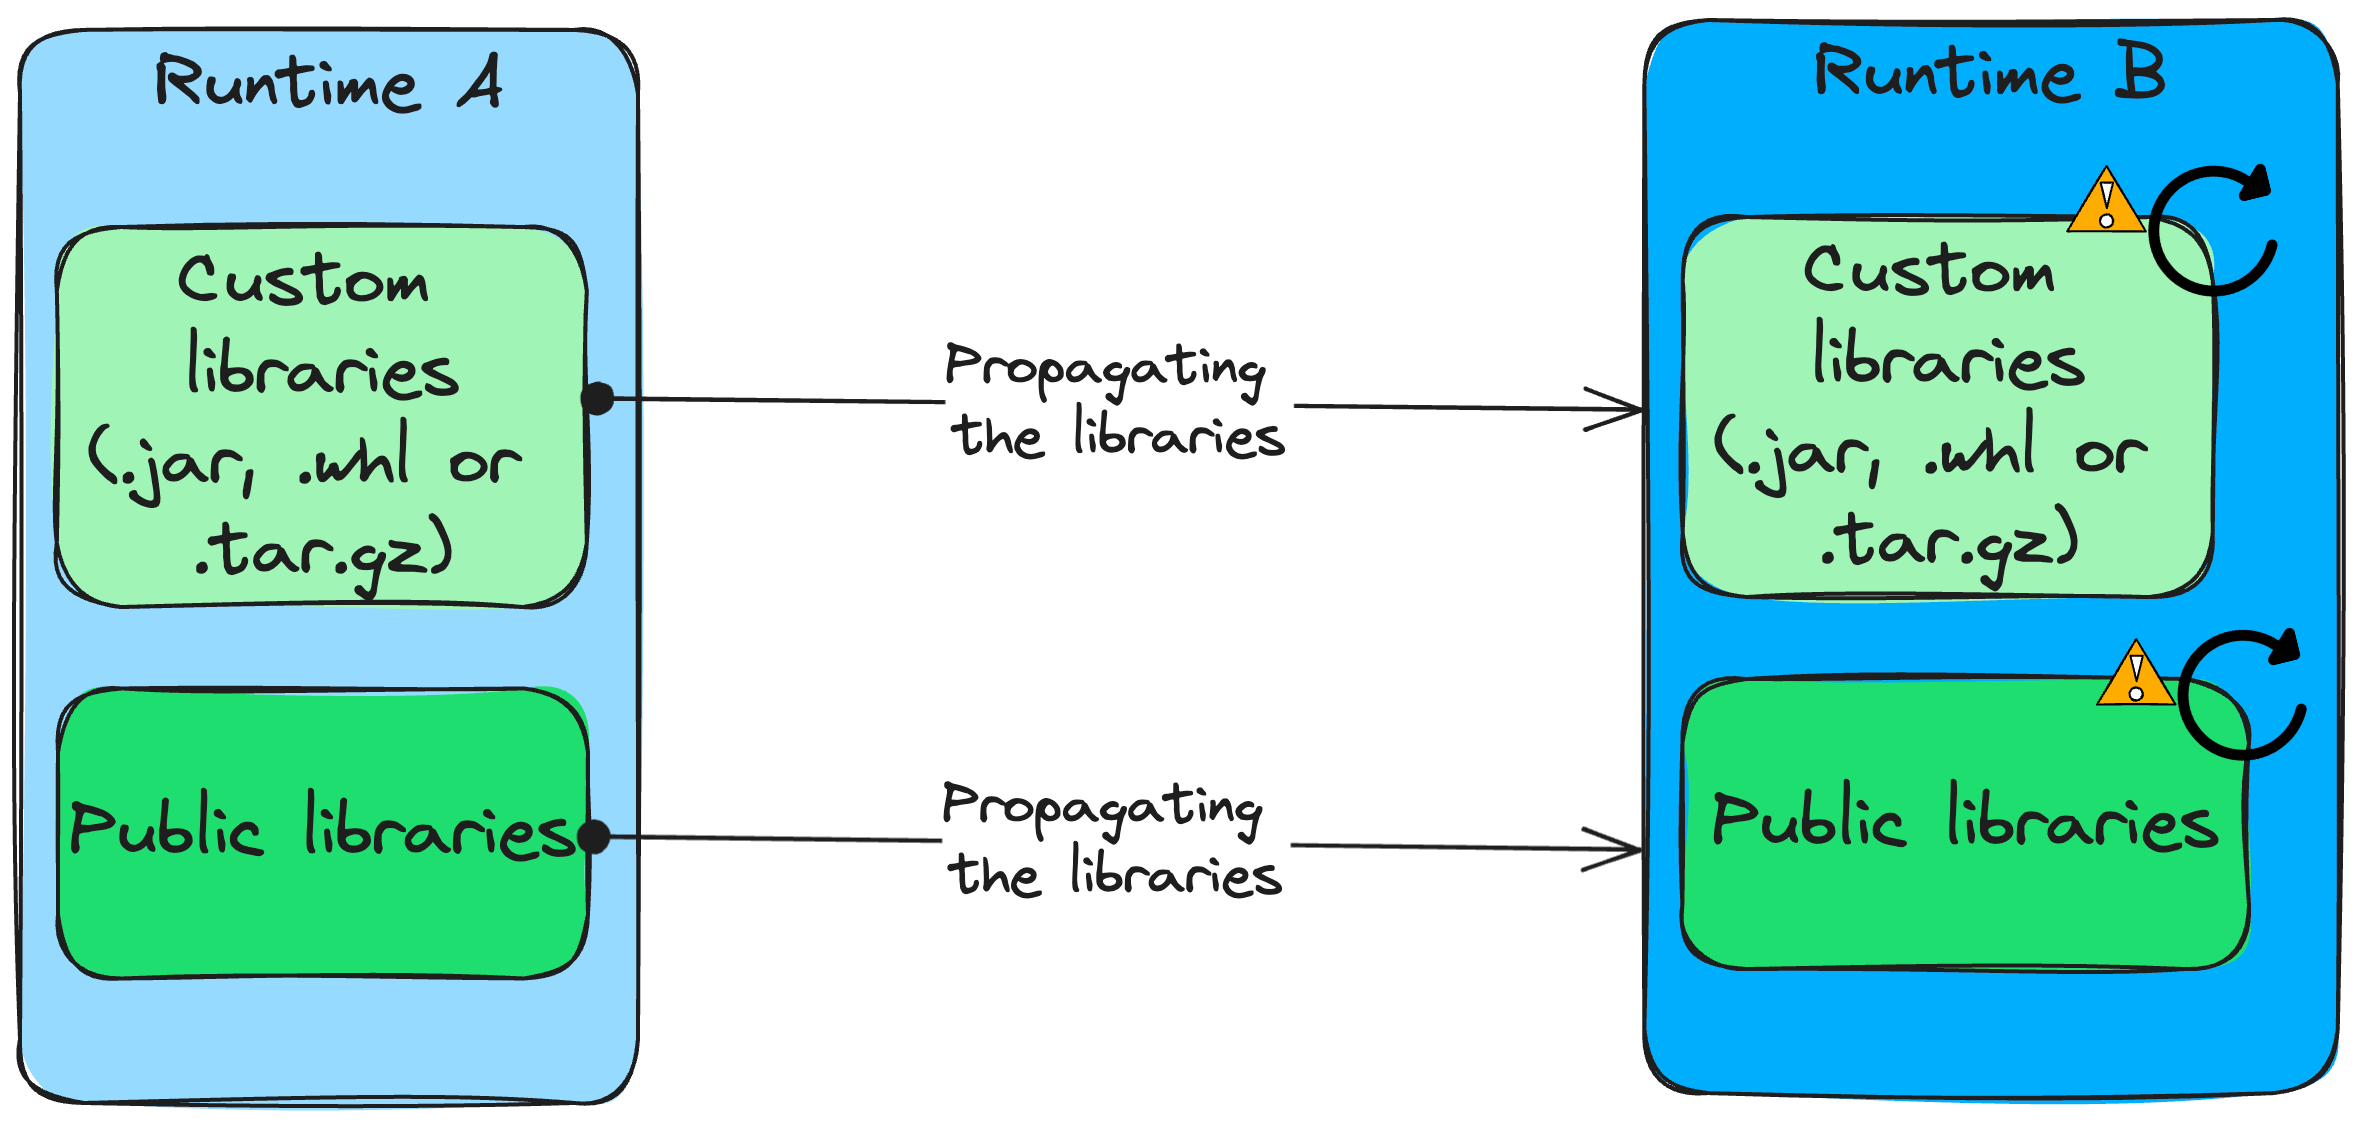 Runtime A
Custom
libraries
(.jar, .whl or
.tar.gz)
Public libraries
Propagating
the libraries
Propagating
the libraries
Runtime B
Custom
libraries
(.jar, .whl or
.tar.gz)
Public libraries